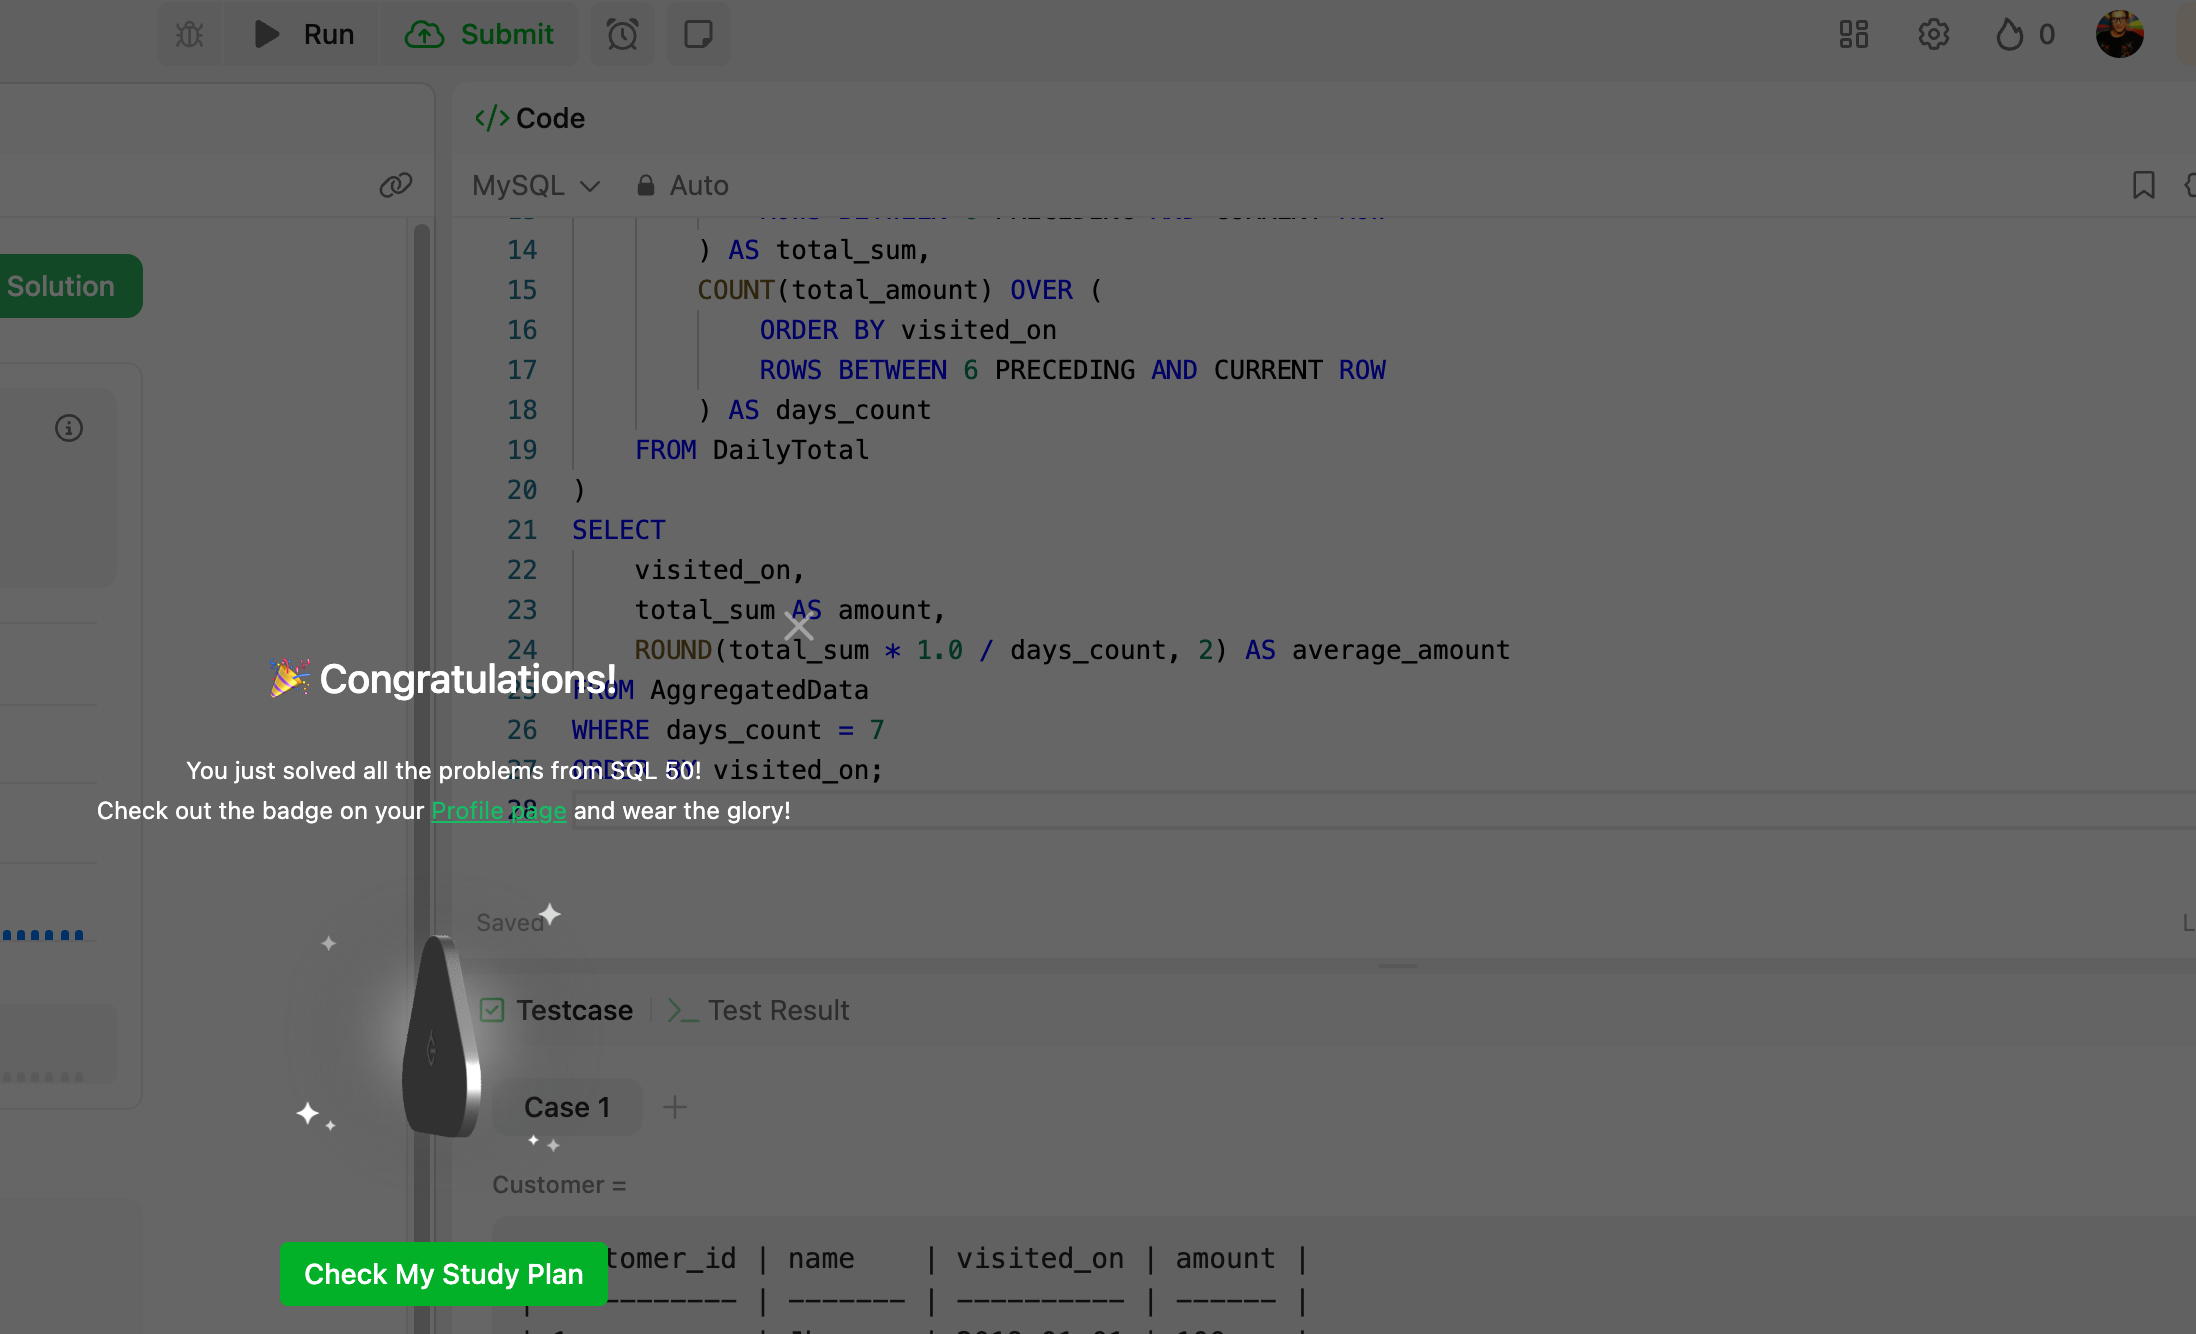 Run
Submit
0
</> Code
MySQL
Auto
Solution
14 ) AS total_sum,
15 COUNT(total_amount) OVER (
16 ORDER BY visited_on
17 ROWS BETWEEN 6 PRECEDING AND CURRENT ROW
18 ) AS days_count
19 FROM DailyTotal
20 )
21 SELECT
22 visited_on,
23 total_sum AS amount,
24 ROUND(total_sum * 1.0 / days_count, 2) AS average_amount
25 FROM AggregatedData
26 WHERE days_count = 7
27 ORDER BY visited_on;
28
🎉 Congratulations!
You just solved all the problems from SQL 50!
Check out the badge on your Profile page and wear the glory!
Saved
Testcase
Test Result
Case 1
Customer =
tomer_id | name | visited_on | amount |
| ------- | ---------- | ------ |
Check My Study Plan